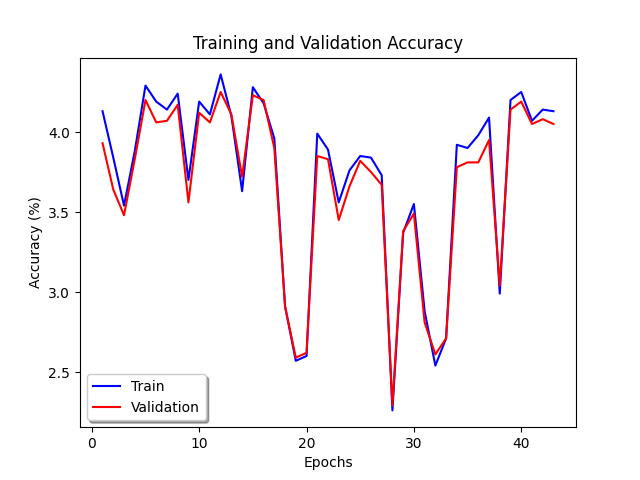 Training and Validation Accuracy
Accuracy (%)
4.0
3.5
3.0
2.5
Train
Validation
0 10 20 30 40
Epochs